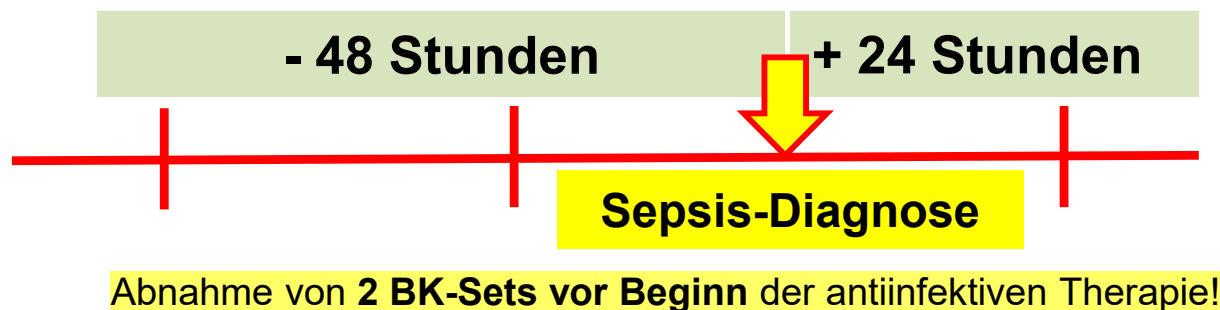 - 48 Stunden
+ 24 Stunden
Sepsis-Diagnose
Abnahme von 2 BK-Sets vor Beginn der antiinfektiven Therapie!